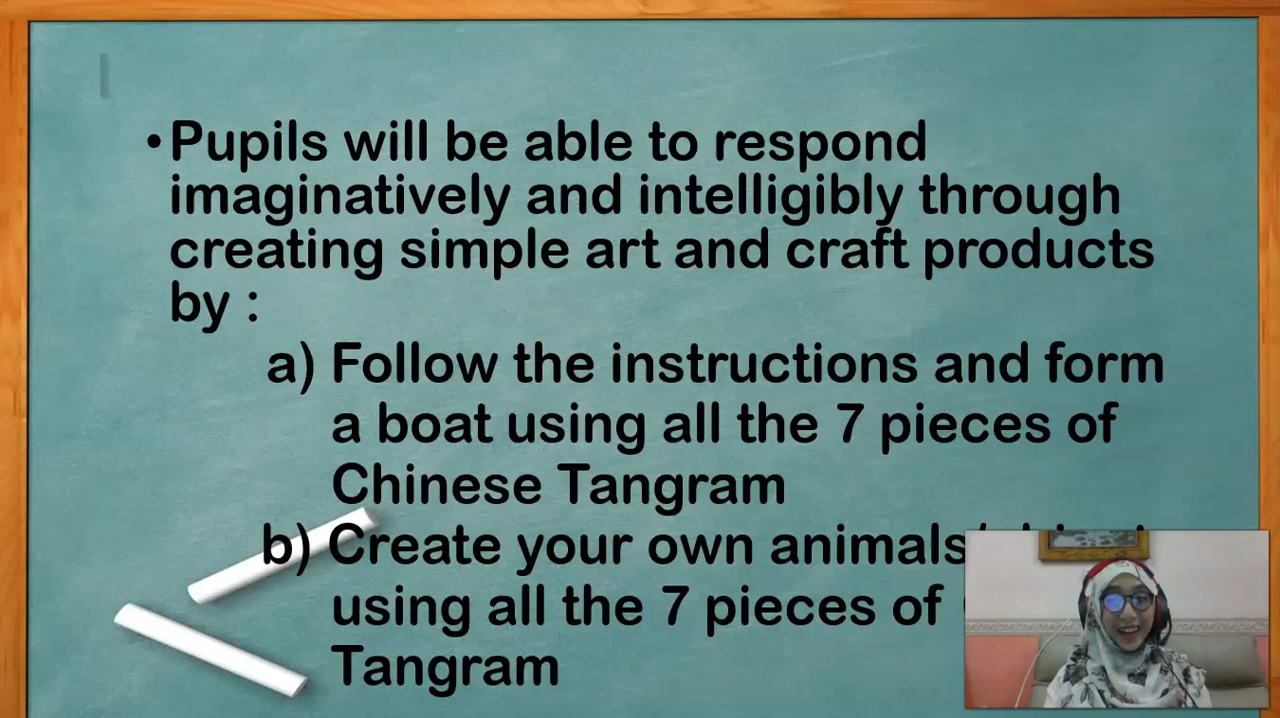 • Pupils will be able to respond
imaginatively and intelligibly through
creating simple art and craft products
by :
a) Follow the instructions and form
a boat using all the 7 pieces of
Chinese Tangram
b) Create your own animals
using all the 7 pieces of
Tangram